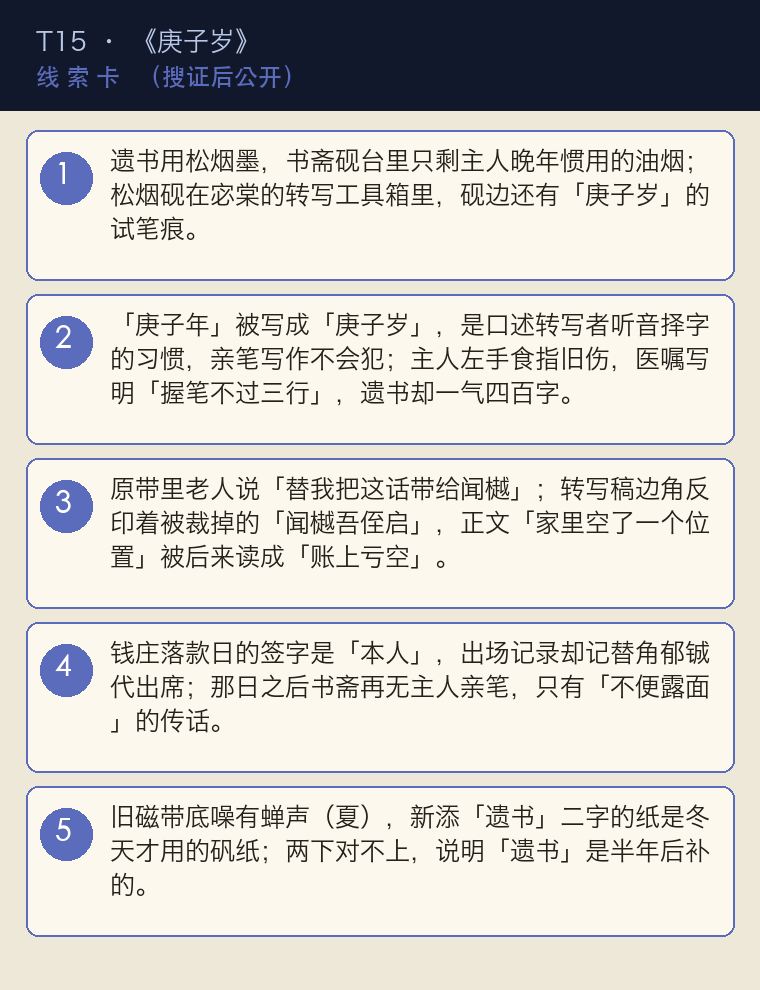 T15 · 《庚子岁》
线 索 卡 （搜证后公开）
1
遗书用松烟墨，书斋砚台里只剩主人晚年惯用的油烟；
松烟砚在宓棠的转写工具箱里，砚边还有「庚子岁」的
试笔痕。
2
「庚子年」被写成「庚子岁」，是口述转写者听音择字
的习惯，亲笔写作不会犯；主人左手食指旧伤，医嘱写
明「握笔不过三行」，遗书却一气四百字。
3
原带里老人说「替我把这话带给闻樾」；转写稿边角反
印着被裁掉的「闻樾吾侄启」，正文「家里空了一个位
置」被后来读成「账上亏空」。
4
钱庄落款日的签字是「本人」，出场记录却记替角郁钺
代出席；那日之后书斋再无主人亲笔，只有「不便露面
」的传话。
5
旧磁带底噪有蝉声（夏），新添「遗书」二字的纸是冬
天才用的矾纸；两下对不上，说明「遗书」是半年后补
的。